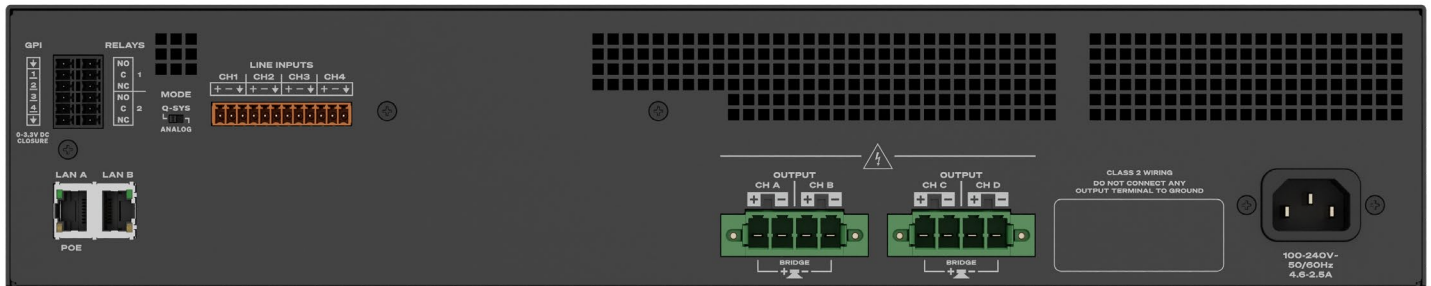 GPI
RELAYS
1
2
3
4
0-3.3V DC
CLOSURE
NO
C 1
NC
NO
C 2
NC
MODE
Q-SYS
ANALOG
LINE INPUTS
CH1 CH2 CH3 CH4
+ - + - + - + -
LAN A LAN B
POE
OUTPUT
CH A CH B
+ - + -
BRIDGE
+ -
OUTPUT
CH C CH D
+ - + -
BRIDGE
+ -
CLASS 2 WIRING
DO NOT CONNECT ANY
OUTPUT TERMINAL TO GROUND
100-240V~
50/60Hz
4.6-2.5A